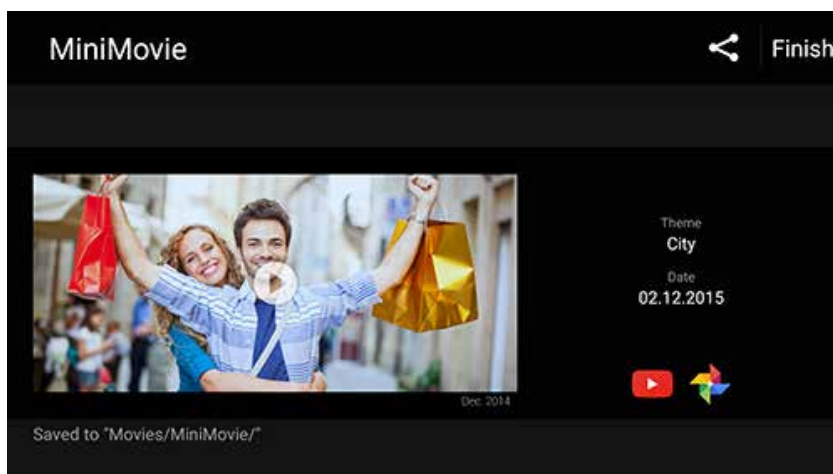 MiniMovie
Finish
Theme
City
Date
02.12.2015
Dec. 2014
Saved to "Movies/MiniMovie/"